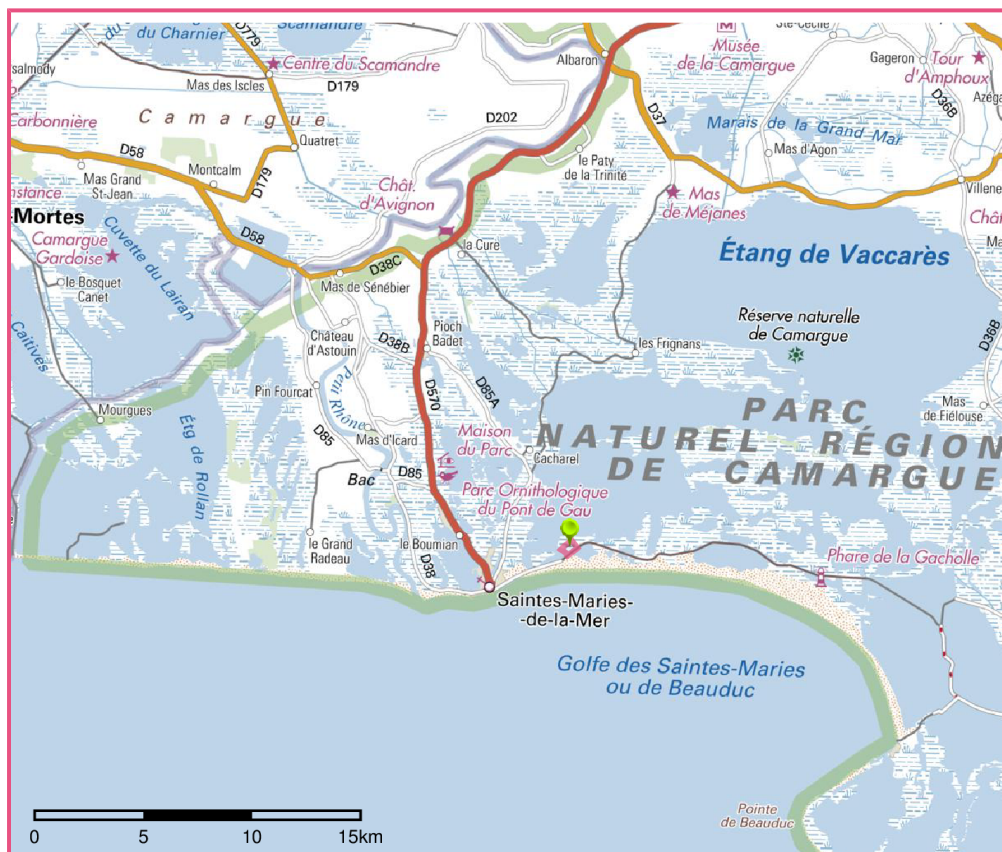 du Charnier
Scamandre
D779
Centre du Scamandre
Mas des Iscles
D179
Albaron
M
Musée
de la Camargue
Ste-Cécile
Gageron
Tour
d'Amphoux
D36B
Camargue
D202
D37
Marais de la Grand Mar
Mas d'Agon
Carbonnière
D58
Quatret
le Paty
de la Trinité
Montcalm
D179
Mas Grand
St-Jean
Chât.
d'Avignon
Mas
de Méjanes
-Mortes
Camargue
Gardoise
Cuvette du Lairan
D58
la Cure
Étang de Vaccarès
D38C
Mas de Sénébier
le Bosquet
Canet
Réserve naturelle
de Camargue
Château
d'Astouin
D38B
Pioch
Badet
les Frignans
D36B
Pin Fourcat
Petit Rhône
D570
D85A
Mas
de Fiélouse
Mourgues
Étg de Rollan
D85
Mas d'Icard
Maison
du Parc
PARC
NATUREL RÉGION
DE CAMARGUE
Cacharel
Bac
D85
Parc Ornithologique
du Pont de Gau
le Grand
Radeau
le Boumian
D38
Phare de la Gacholle
Saintes-Maries-
-de-la-Mer
Golfe des Saintes-Maries
ou de Beauduc
Pointe
de Beauduc
0 5 10 15km